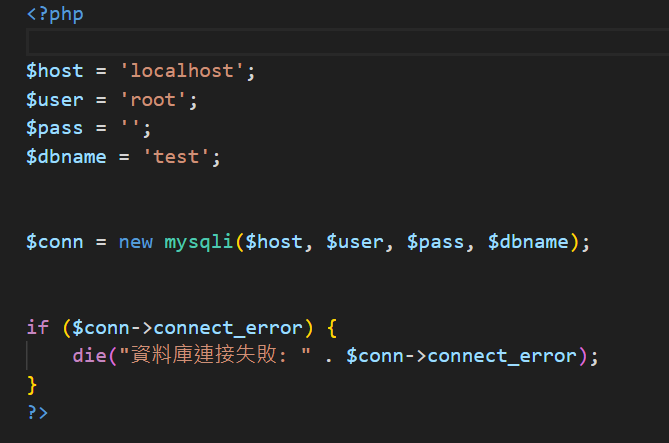 <?php
$host = 'localhost';
$user = 'root';
$pass = '';
$dbname = 'test';
$conn = new mysqli($host, $user, $pass, $dbname);
if ($conn->connect_error) {
    die("資料庫連接失敗: " . $conn->connect_error);
}
?>